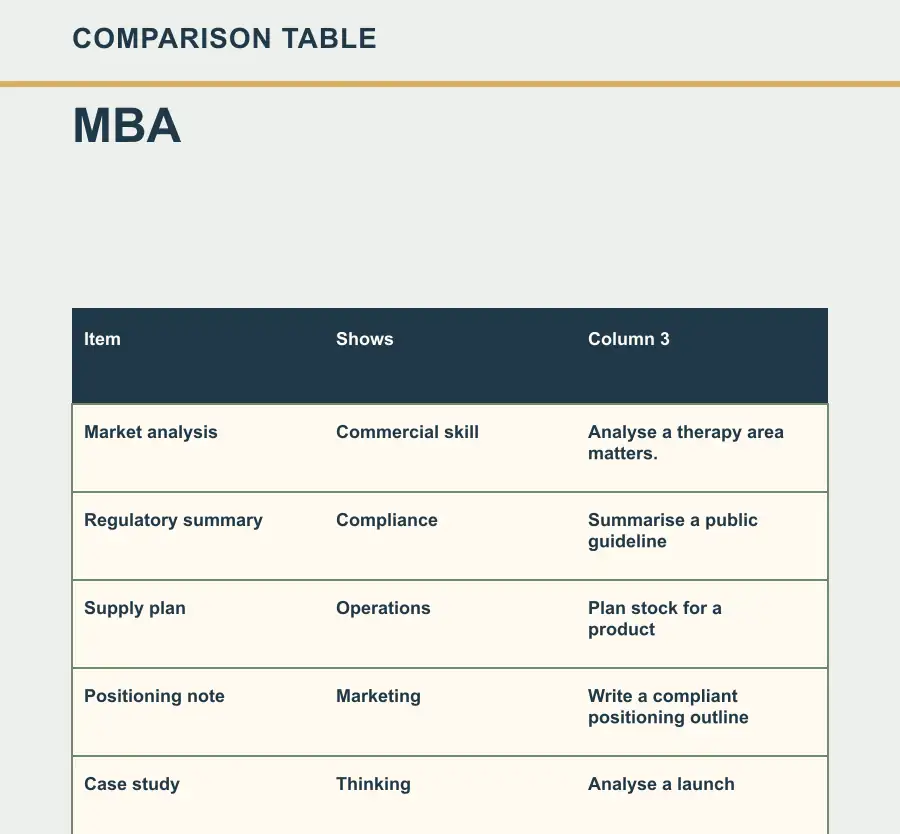 COMPARISON TABLE
MBA
Item Shows Column 3
Market analysis Commercial skill Analyse a therapy area
matters.
Regulatory summary Compliance Summarise a public
guideline
Supply plan Operations Plan stock for a
product
Positioning note Marketing Write a compliant
positioning outline
Case study Thinking Analyse a launch